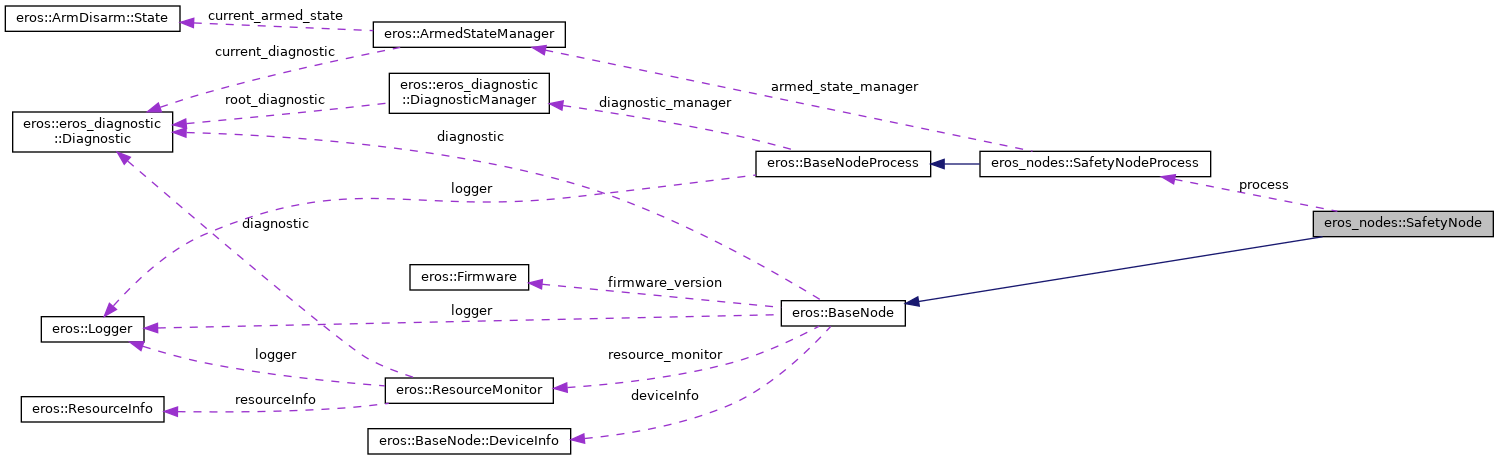 eros::ArmDisarm::State
current_armed_state
eros::ArmedStateManager
current_diagnostic
eros::eros_diagnostic
::DiagnosticManager
root_diagnostic
armed_state_manager
diagnostic_manager
eros::eros_diagnostic
::Diagnostic
diagnostic
eros::BaseNodeProcess
eros_nodes::SafetyNodeProcess
logger
process
diagnostic
eros_nodes::SafetyNode
eros::Firmware
firmware_version
logger
eros::BaseNode
eros::Logger
logger
resource_monitor
eros::ResourceMonitor
deviceInfo
resourceInfo
eros::ResourceInfo
eros::BaseNode::DeviceInfo